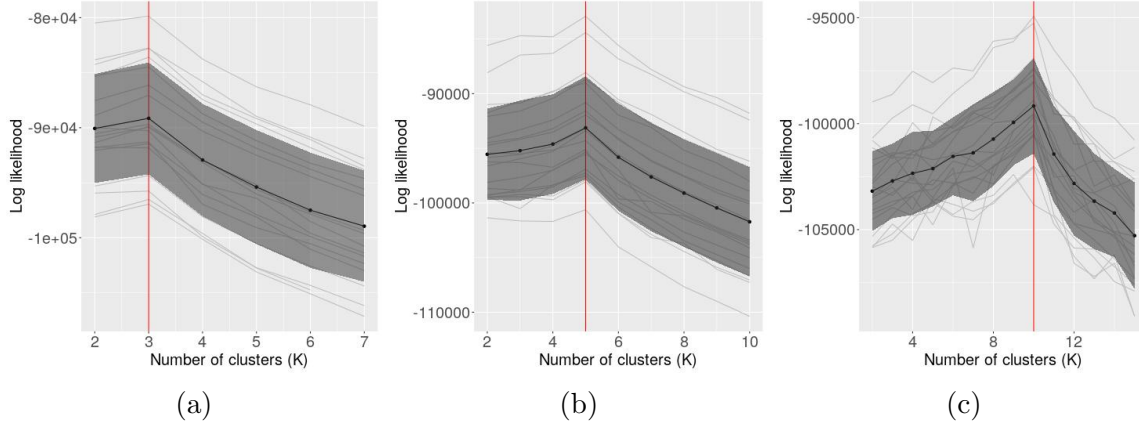 -8e+04
-9e+04
-1e+05
Log likelihood
2 3 4 5 6 7
Number of clusters (K)
(a)
-90000
-100000
-110000
Log likelihood
2 4 6 8 10
Number of clusters (K)
(b)
-95000
-100000
-105000
Log likelihood
4 8 12
Number of clusters (K)
(c)